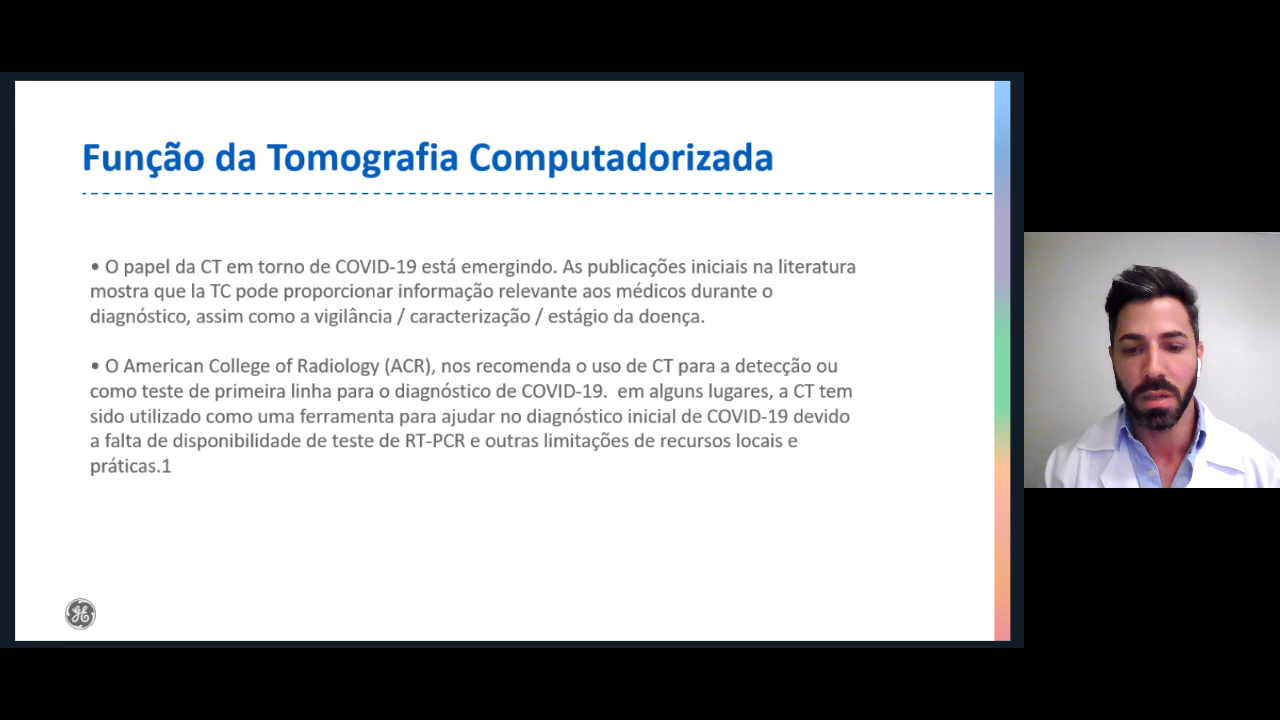 Função da Tomografia Computadorizada
• O papel da CT em torno de COVID-19 está emergindo. As publicações iniciais na literatura
mostra que la TC pode proporcionar informação relevante aos médicos durante o
diagnóstico, assim como a vigilância / caracterização / estágio da doença.
• O American College of Radiology (ACR), nos recomenda o uso de CT para a detecção ou
como teste de primeira linha para o diagnóstico de COVID-19.  em alguns lugares, a CT tem
sido utilizado como uma ferramenta para ajudar no diagnóstico inicial de COVID-19 devido
a falta de disponibilidade de teste de RT-PCR e outras limitações de recursos locais e
práticas.1
GE